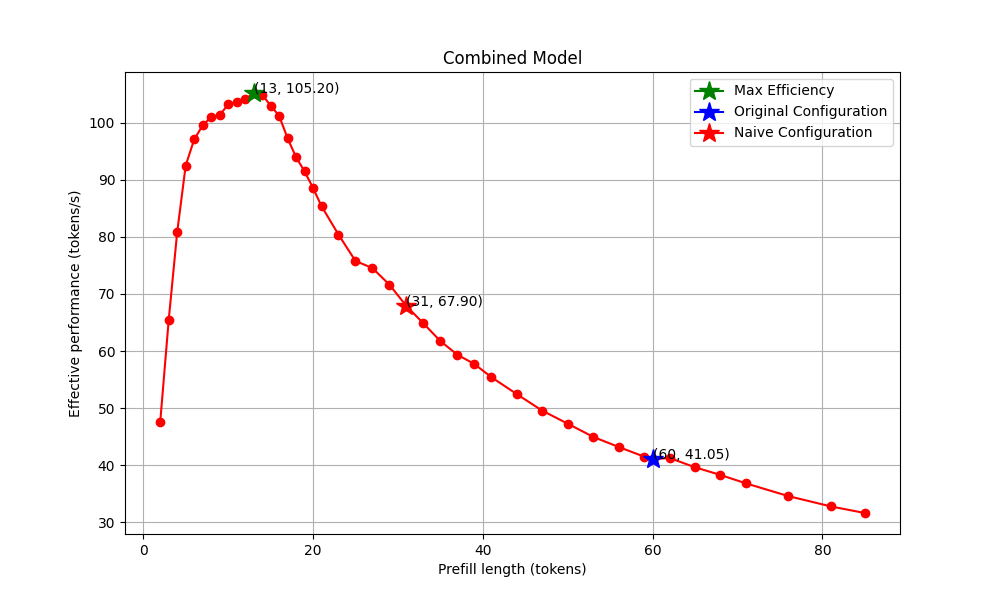 Combined Model
Max Efficiency
Original Configuration
Naive Configuration
(13, 105.20)
(31, 67.90)
(60, 41.05)
100
90
80
70
60
50
40
30
Effective performance (tokens/s)
0 20 40 60 80
Prefill length (tokens)